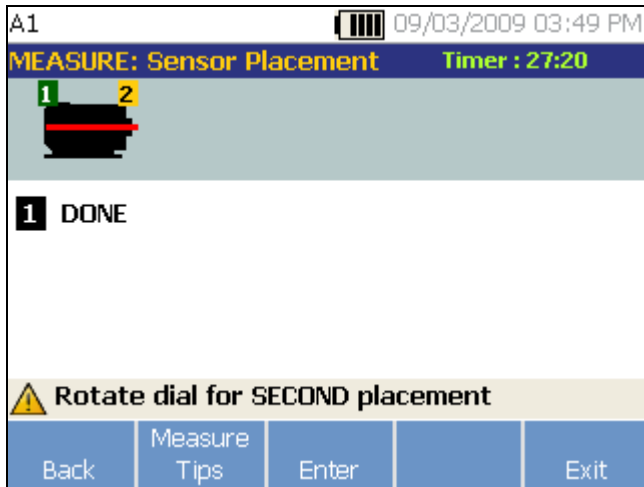 A1 09/03/2009 03:49 PM
MEASURE: Sensor Placement Timer : 27:20
1 2
1 DONE
Rotate dial for SECOND placement
Back Measure Tips Enter Exit